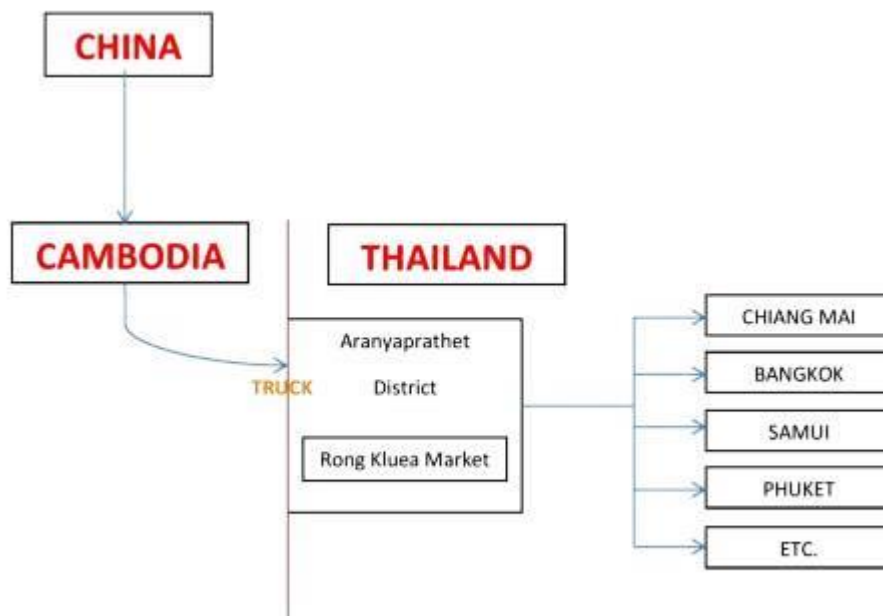 CHINA
CAMBODIA
THAILAND
TRUCK
Aranyaprathet
District
Rong Kluea Market
CHIANG MAI
BANGKOK
SAMUI
PHUKET
ETC.